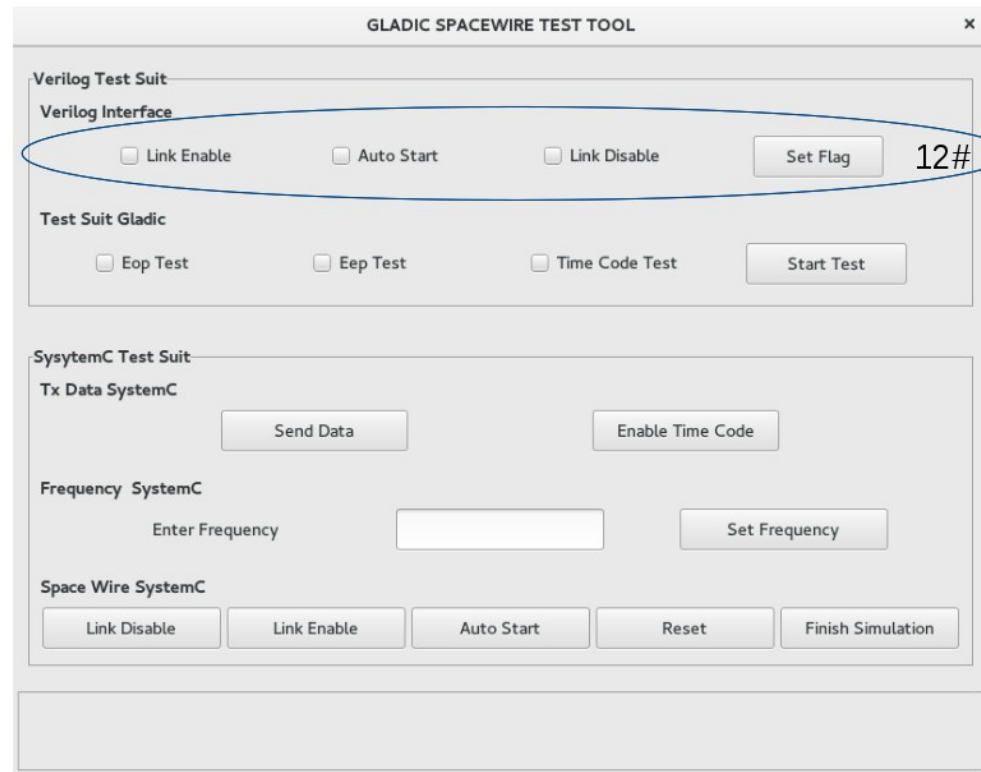 GLADIC SPACEWIRE TEST TOOL ×
Verilog Test Suit
Verilog Interface
Link Enable Auto Start Link Disable Set Flag 12#
Test Suit Gladic
Eop Test Eep Test Time Code Test Start Test
SysytemC Test Suit
Tx Data SystemC
Send Data Enable Time Code
Frequency SystemC
Enter Frequency Set Frequency
Space Wire SystemC
Link Disable Link Enable Auto Start Reset Finish Simulation